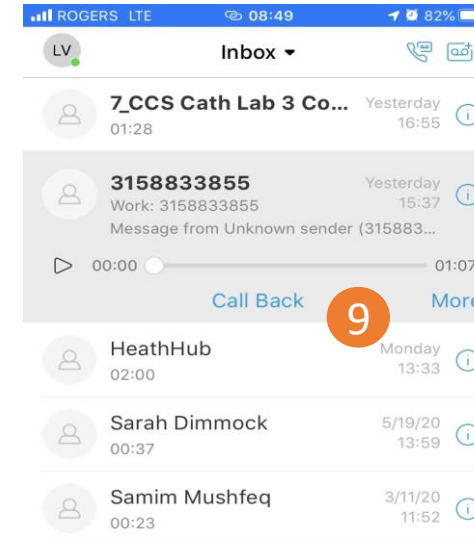 ROGERS LTE 08:49 82%
LV Inbox
7_CCS Cath Lab 3 Co... Yesterday
01:28 16:55
3158833855 Yesterday
Work: 3158833855 15:37
Message from Unknown sender (315883...
00:00 01:07
Call Back 9 More
HeathHub Monday
02:00 13:33
Sarah Dimmock 5/19/20
00:37 13:59
Samim Mushfeq 3/11/20
00:23 11:52